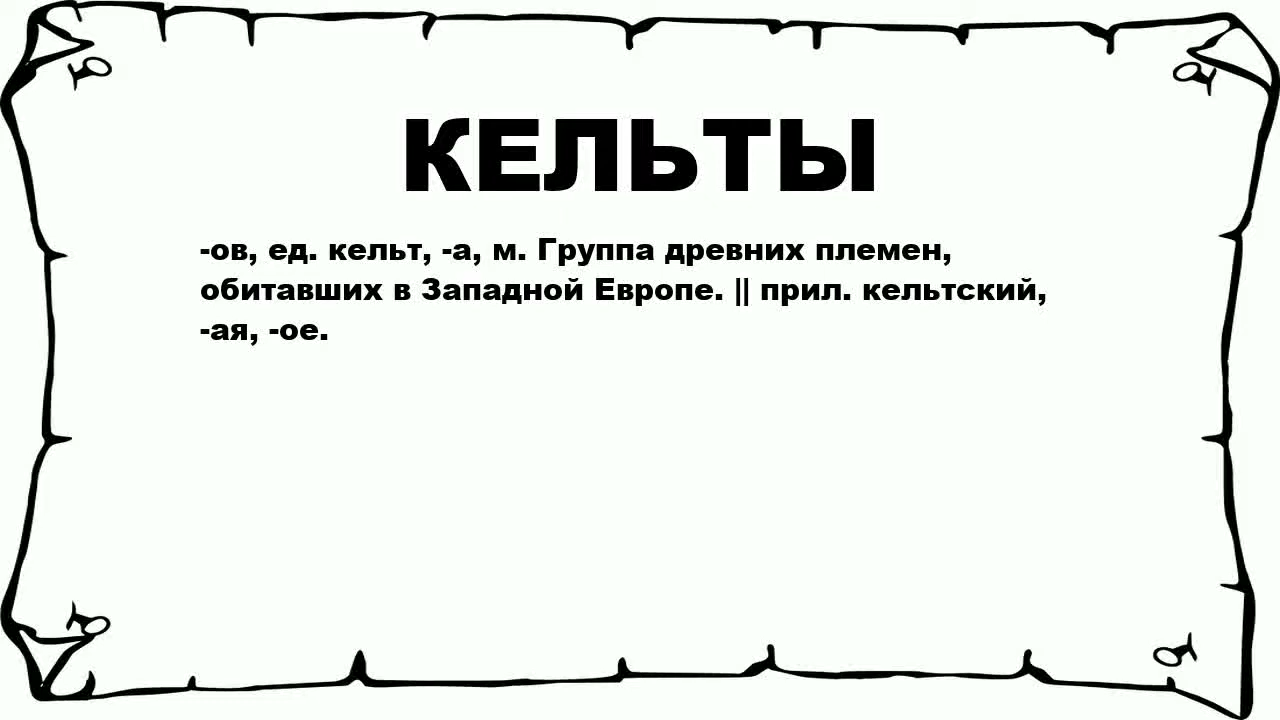 КЕЛЬТЫ
-ов, ед. кельт, -а, м. Группа древних племен,
обитавших в Западной Европе. || прил. кельтский,
-ая, -ое.